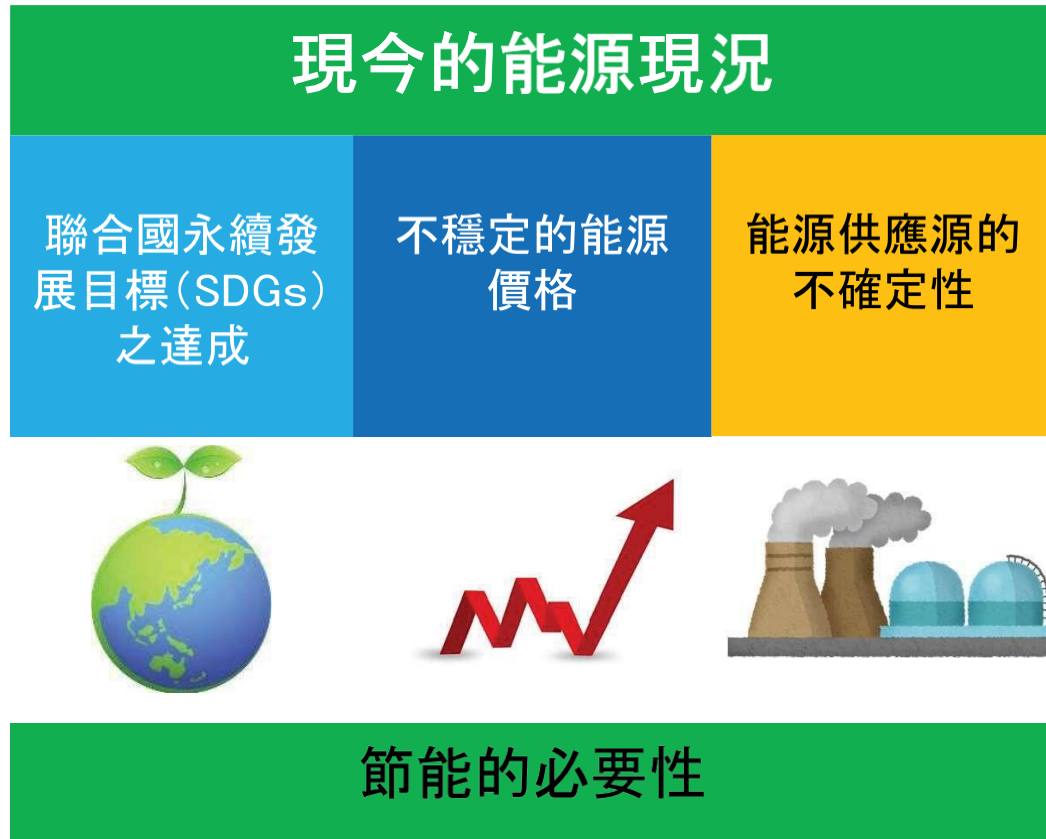 現今的能源現況
聯合國永續發
展目標(SDGs)
之達成
不穩定的能源
價格
能源供應源的
不確定性
節能的必要性